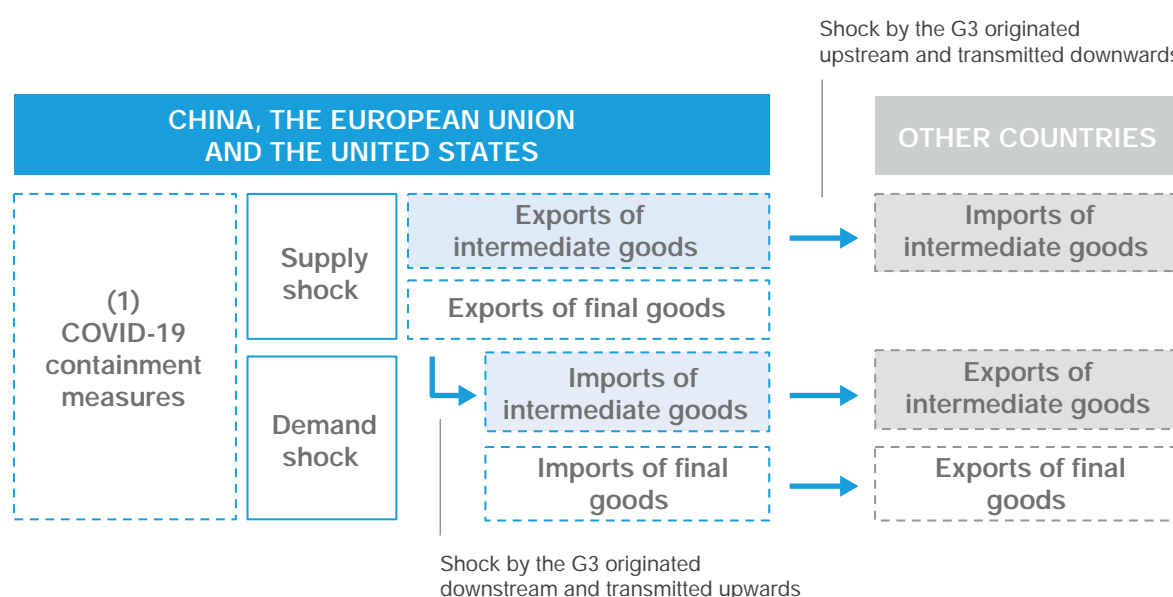 Shock by the G3 originated
upstream and transmitted downwards
CHINA, THE EUROPEAN UNION
AND THE UNITED STATES
OTHER COUNTRIES
(1)
COVID-19
containment
measures
Supply
shock
Exports of
intermediate goods
Imports of
intermediate goods
Exports of final goods
Demand
shock
Imports of
intermediate goods
Exports of
intermediate goods
Imports of final
goods
Exports of final
goods
Shock by the G3 originated
downstream and transmitted upwards